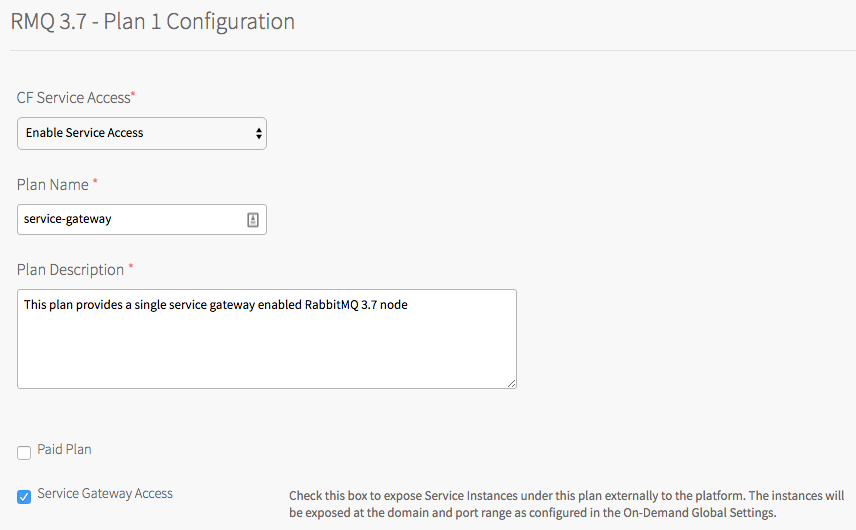 RMQ 3.7 - Plan 1 Configuration
CF Service Access*
Enable Service Access
Plan Name *
service-gateway
Plan Description *
This plan provides a single service gateway enabled RabbitMQ 3.7 node
Paid Plan
Service Gateway Access
Check this box to expose Service Instances under this plan externally to the platform. The instances will
be exposed at the domain and port range as configured in the On-Demand Global Settings.